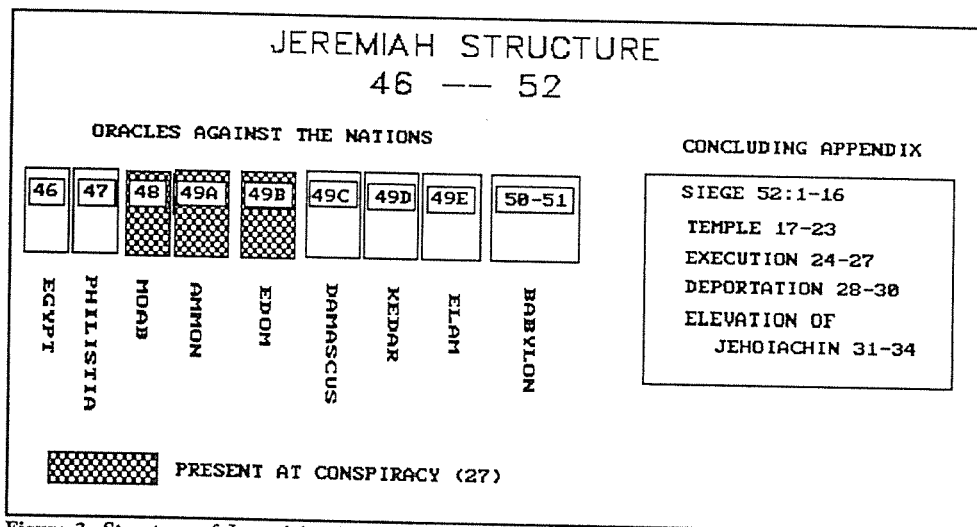 JEREMIAH STRUCTURE
46 -- 52
ORACLES AGAINST THE NATIONS
46 47 48 49A 49B 49C 49D 49E 50-51
EGYPT
PHILISTIA
MOAB
AMMON
EDOM
DAMASCUS
KEDAR
ELAM
BABYLON
PRESENT AT CONSPIRACY (27)
CONCLUDING APPENDIX
SIEGE 52:1-16
TEMPLE 17-23
EXECUTION 24-27
DEPORTATION 28-30
ELEVATION OF
JEHOIACHIN 31-34